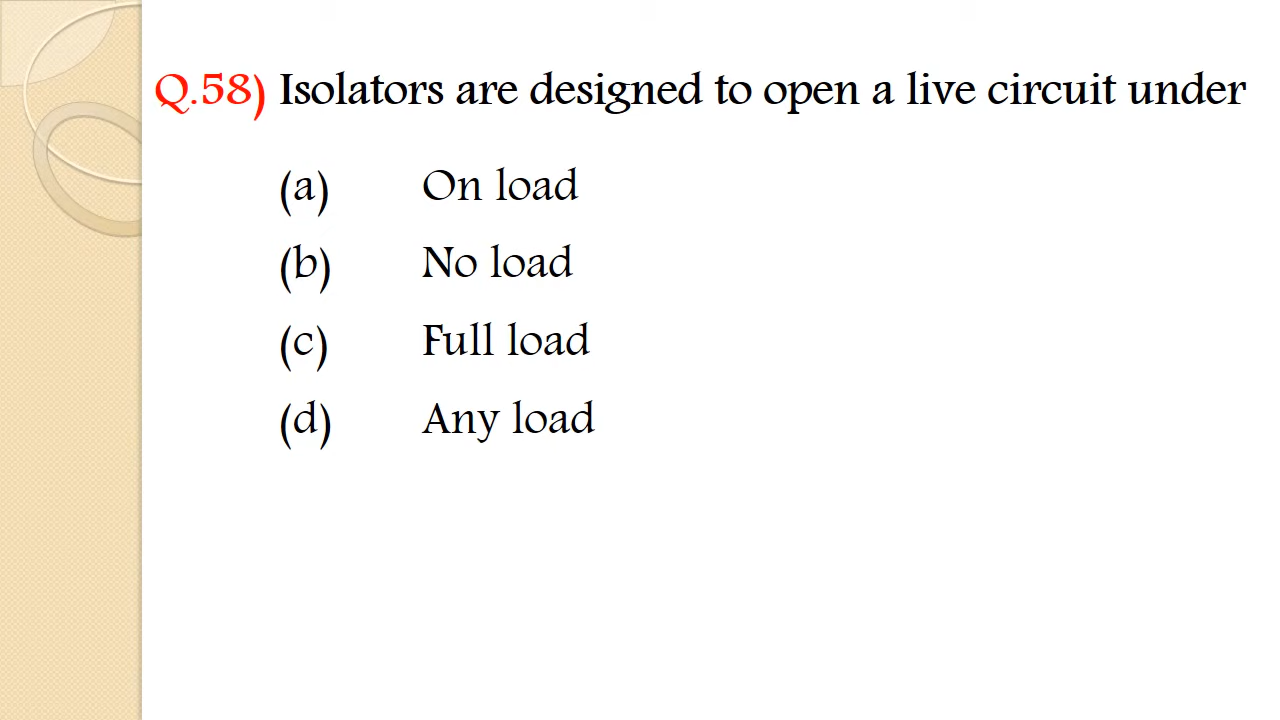 Q.58) Isolators are designed to open a live circuit under
(a) On load
(b) No load
(c) Full load
(d) Any load